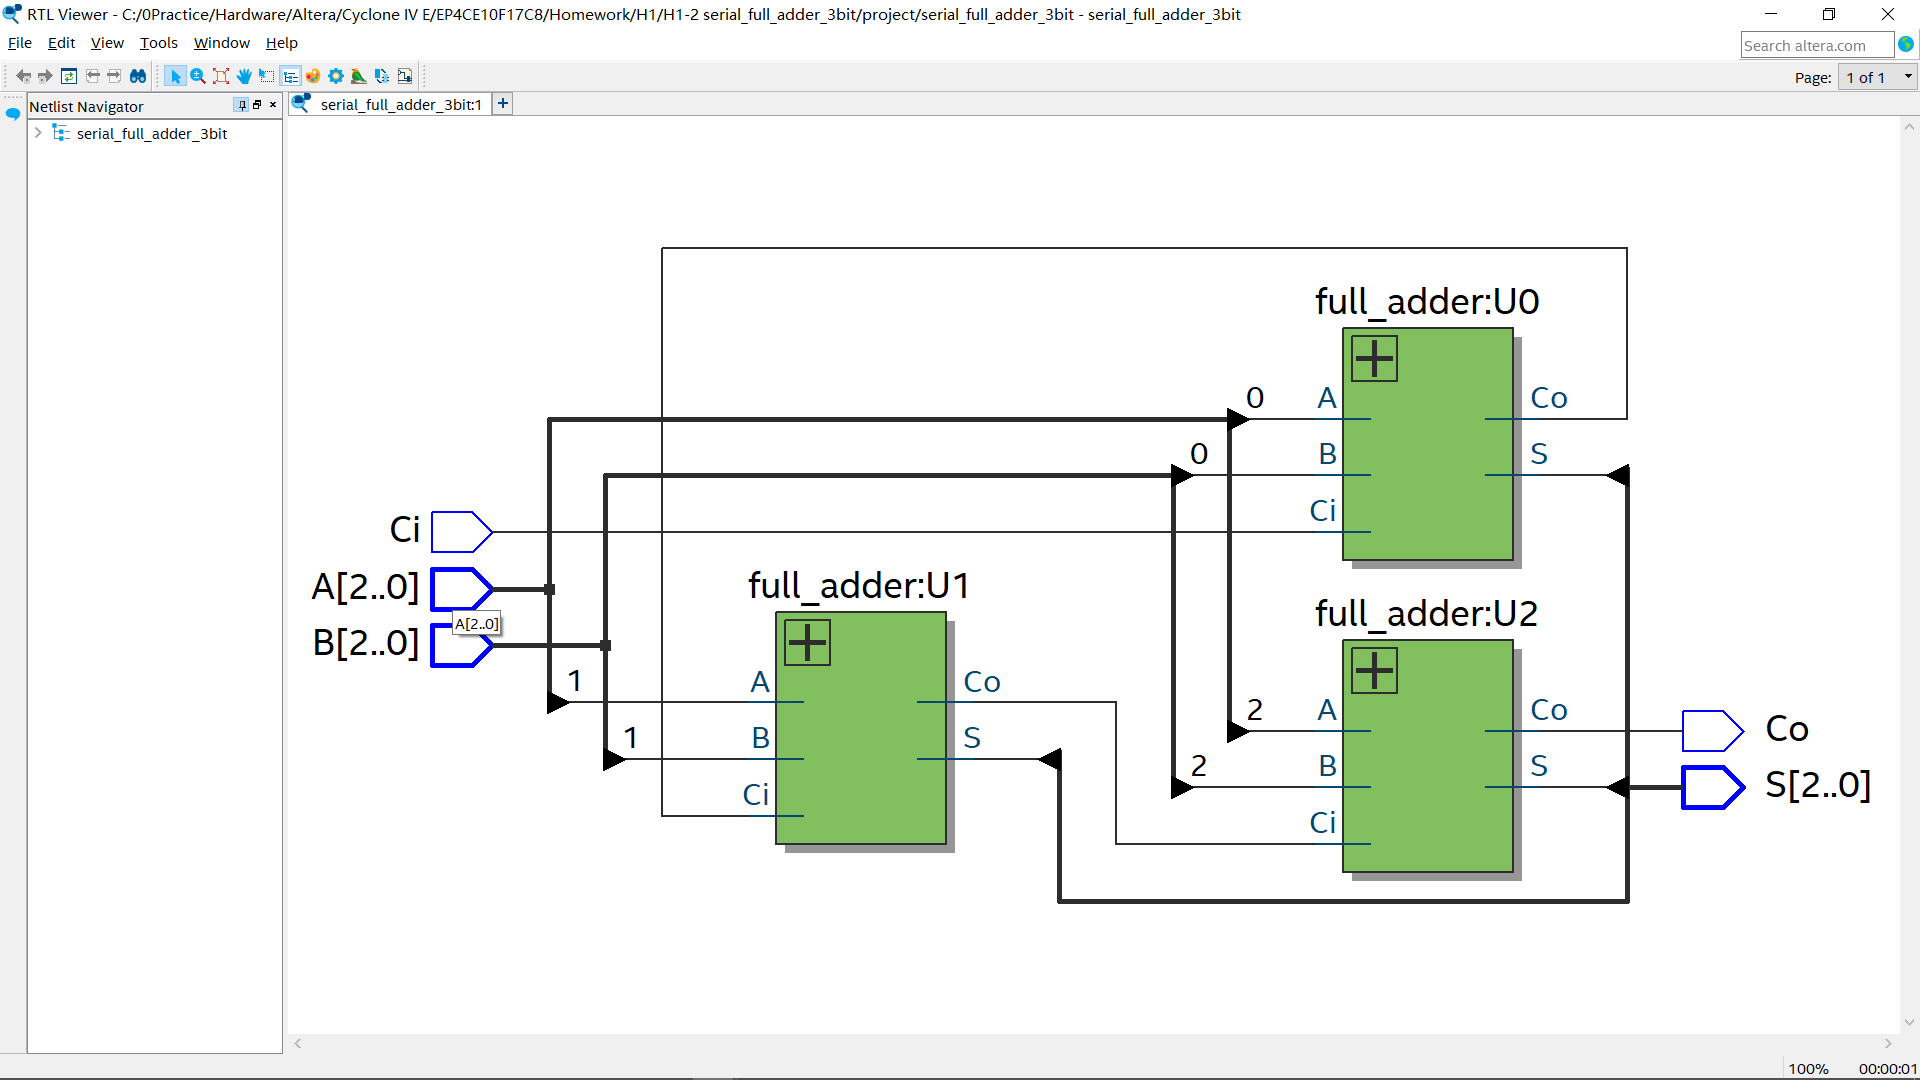 RTL Viewer - C:/0Practice/Hardware/Altera/Cyclone IV E/EP4CE10F17C8/Homework/H1/H1-2 serial_full_adder_3bit/project/serial_full_adder_3bit - serial_full_adder_3bit
File Edit View Tools Window Help
Search altera.com
Page: 1 of 1
Netlist Navigator
serial_full_adder_3bit:1
serial_full_adder_3bit
full_adder:U0
0 A Co
0 B S
Ci
Ci
A[2..0]
A[2..0]
B[2..0]
full_adder:U1
1 A Co
1 B S
Ci
full_adder:U2
2 A Co
2 B S
Ci
Co
S[2..0]
100% 00:00:01